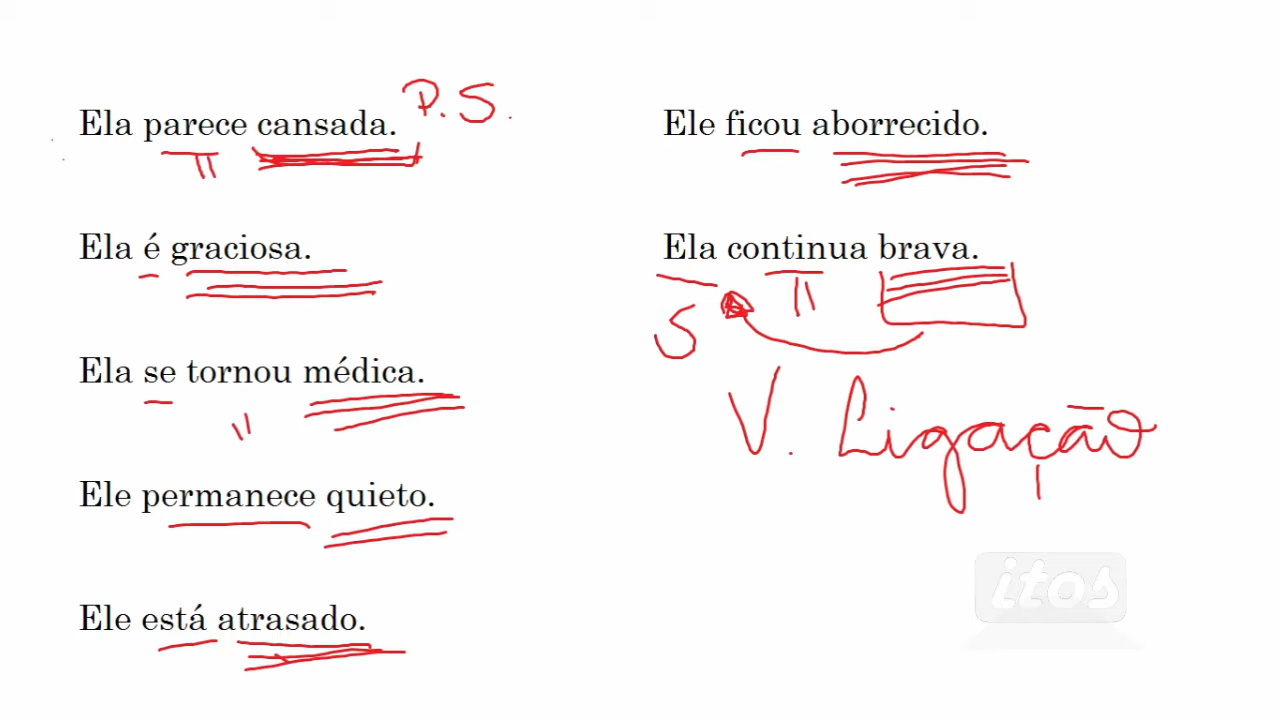 Ela parece cansada. P.S.
Ela é graciosa.
Ela se tornou médica.
Ele permanece quieto.
Ele está atrasado.
Ele ficou aborrecido.
Ela continua brava.
S
V. Ligação
itos